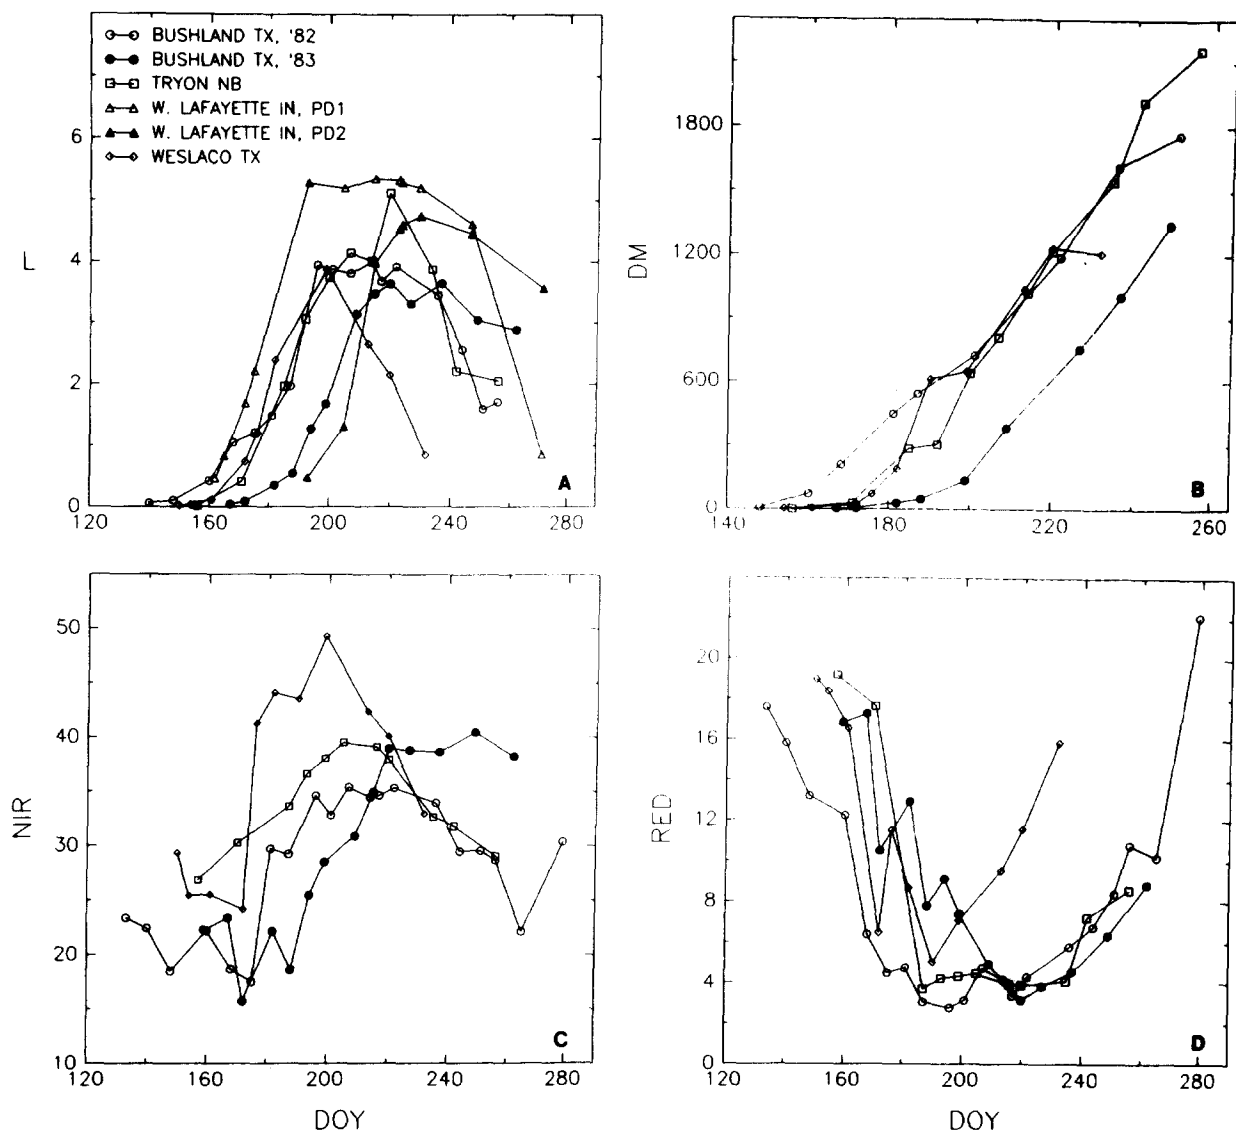 BUSHLAND TX, '82
BUSHLAND TX, '83
TRYON NB
W. LAFAYETTE IN, PD1
W. LAFAYETTE IN, PD2
WESLACO TX
L
6
4
2
0
120 160 200 240 280
A
DM
1800
1200
600
0
140 180 220 260
B
NIR
50
40
30
20
10
120 160 200 240 280
DOY
C
RED
20
16
12
8
4
0
120 160 200 240 280
DOY
D